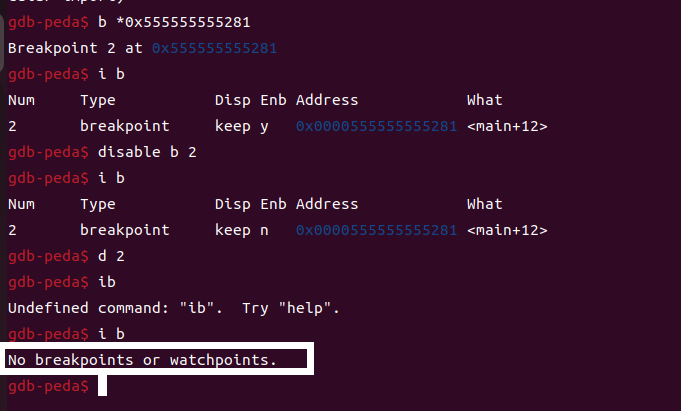 gdb-peda$ b *0x555555555281
Breakpoint 2 at 0x555555555281
gdb-peda$ i b
Num     Type           Disp Enb Address            What
2       breakpoint     keep y   0x0000555555555281 <main+12>
gdb-peda$ disable b 2
gdb-peda$ i b
Num     Type           Disp Enb Address            What
2       breakpoint     keep n   0x0000555555555281 <main+12>
gdb-peda$ d 2
gdb-peda$ ib
Undefined command: "ib".  Try "help".
gdb-peda$ i b
No breakpoints or watchpoints.
gdb-peda$